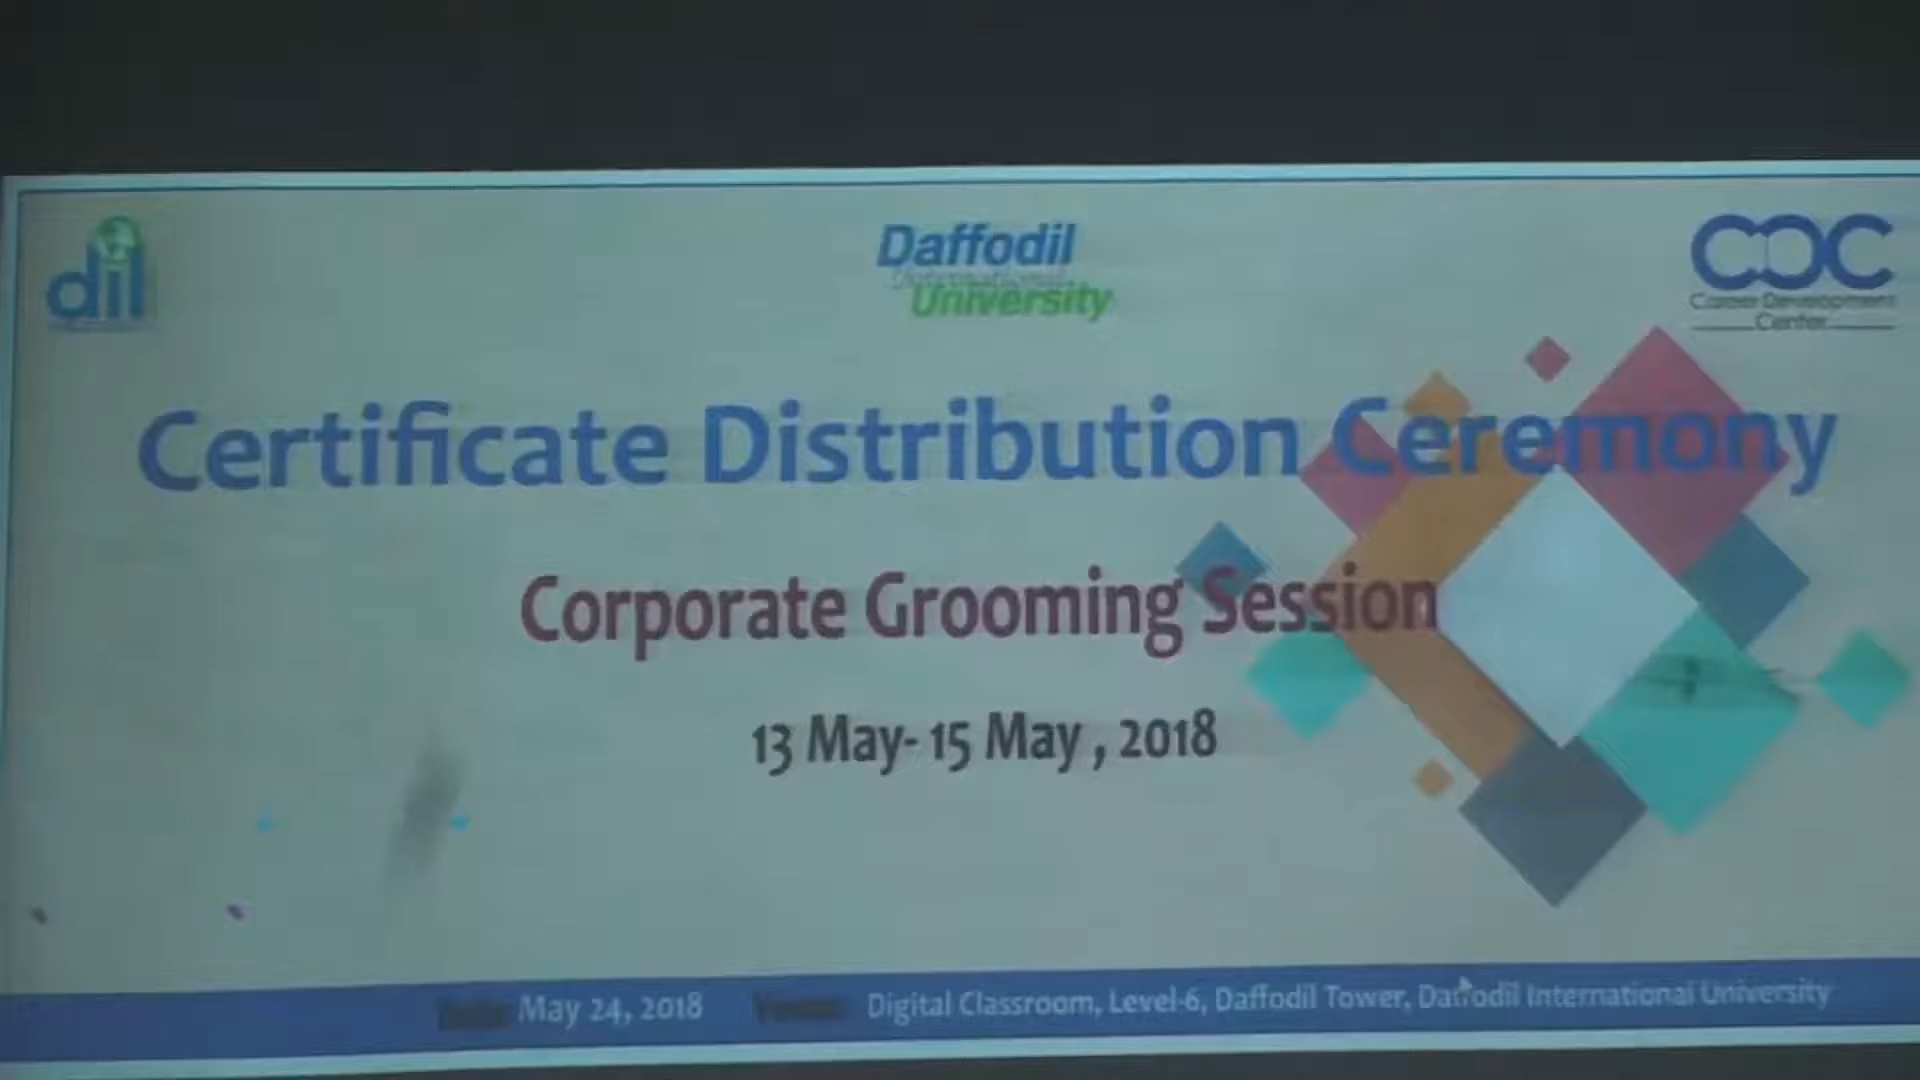 dil
Daffodil
International
University
CDC
Career Development
Center
Certificate Distribution Ceremony
Corporate Grooming Session
13 May- 15 May , 2018
May 24, 2018 Digital Classroom, Level-6, Daffodil Tower, Daffodil International University